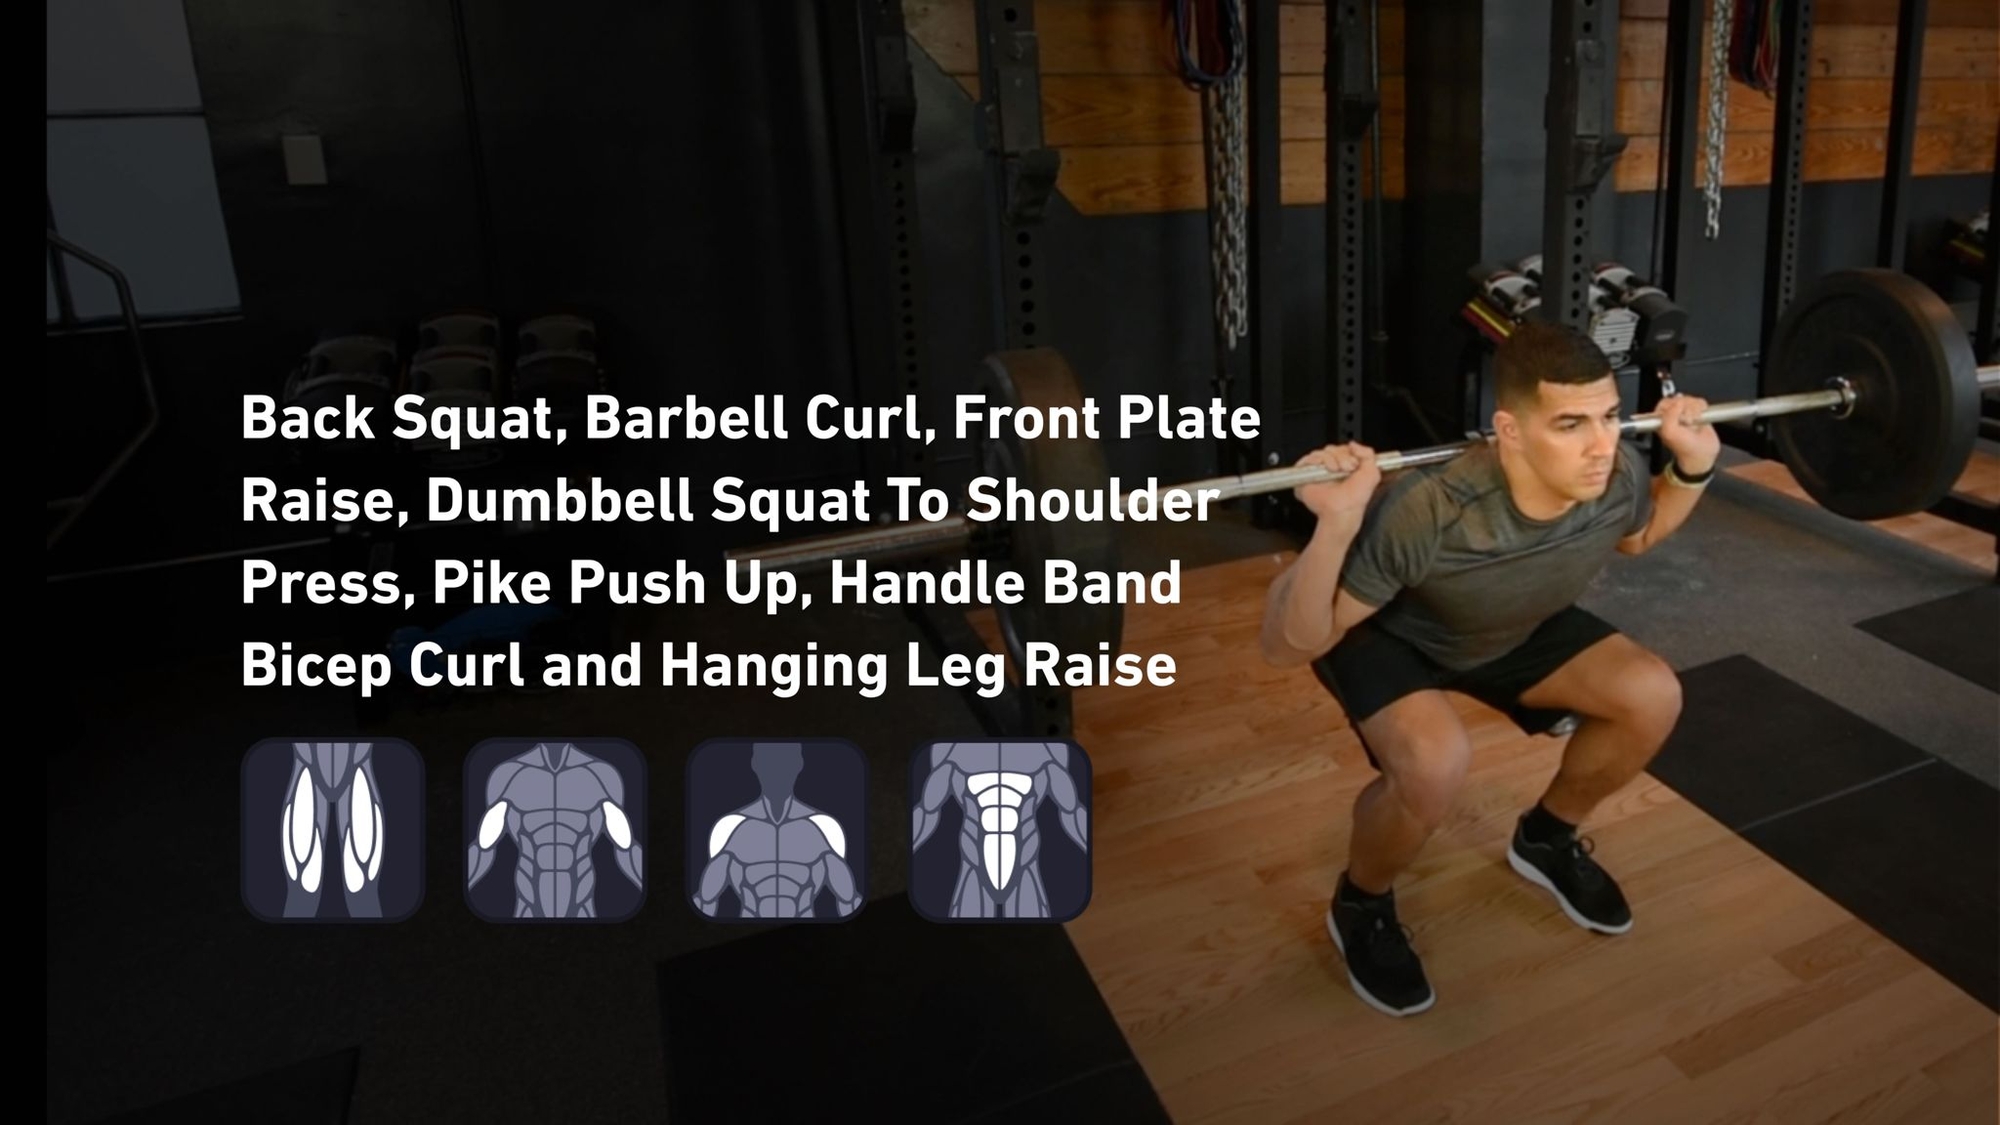 Back Squat, Barbell Curl, Front Plate
Raise, Dumbbell Squat To Shoulder
Press, Pike Push Up, Handle Band
Bicep Curl and Hanging Leg Raise